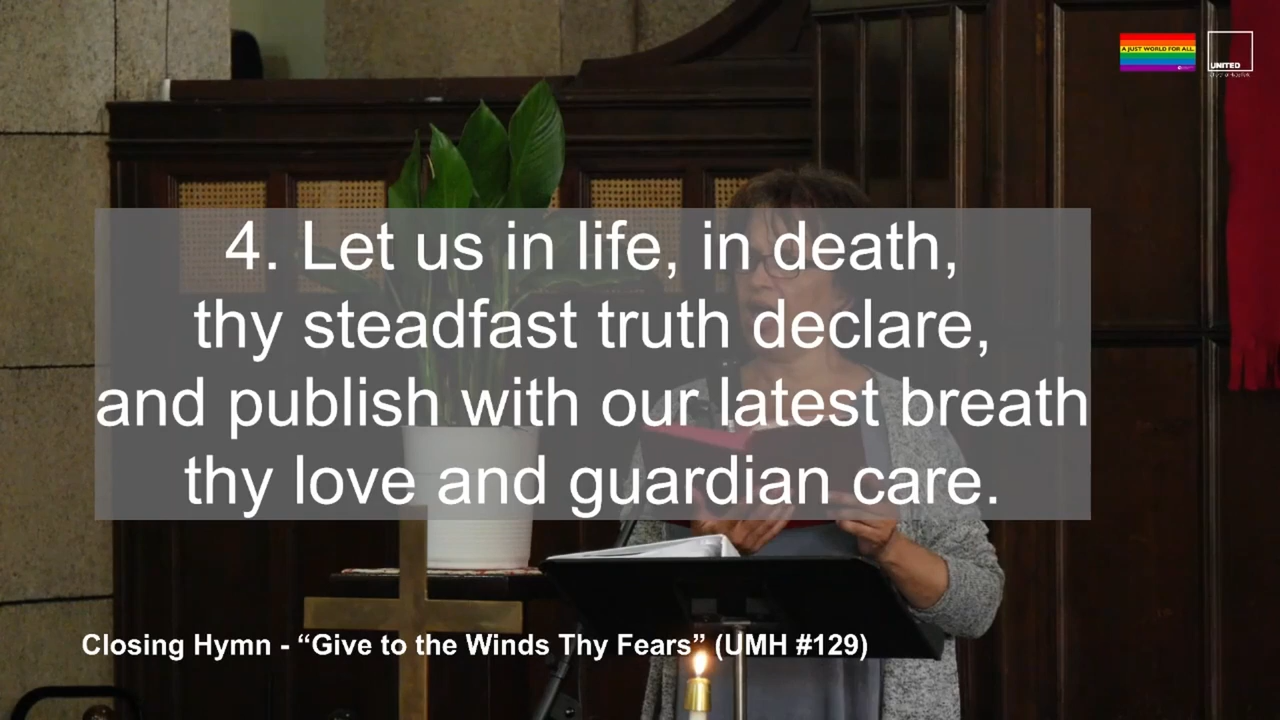 A JUST WORLD FOR ALL
UNITED
4. Let us in life, in death,
thy steadfast truth declare,
and publish with our latest breath
thy love and guardian care.
Closing Hymn - “Give to the Winds Thy Fears” (UMH #129)